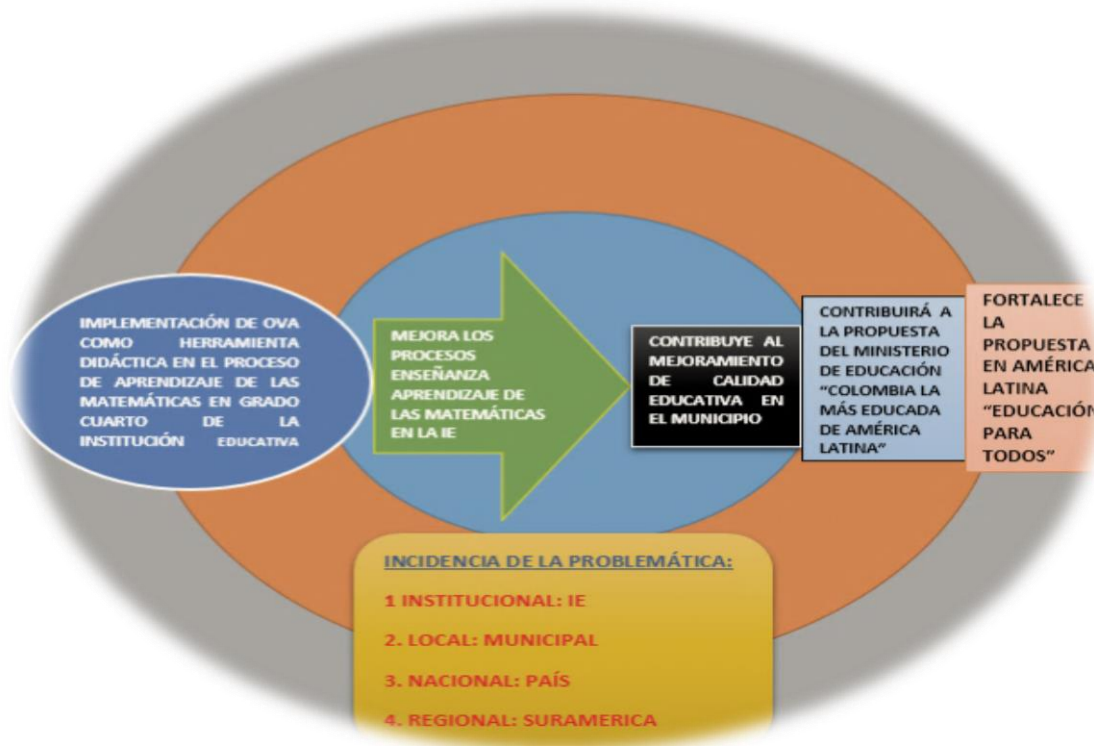 IMPLEMENTACIÓN DE OVA
COMO HERRAMIENTA
DIDÁCTICA EN EL PROCESO
DE APRENDIZAJE DE LAS
MATEMÁTICAS EN GRADO
CUARTO DE LA
INSTITUCIÓN EDUCATIVA
MEJORA LOS
PROCESOS
ENSEÑANZA
APRENDIZAJE DE
LAS MATEMÁTICAS
EN LA IE
CONTRIBUYE AL
MEJORAMIENTO
DE CALIDAD
EDUCATIVA EN
EL MUNICIPIO
CONTRIBUIRÁ A
LA PROPUESTA
DEL MINISTERIO
DE EDUCACIÓN
"COLOMBIA LA
MÁS EDUCADA
DE AMÉRICA
LATINA"
FORTALECE
LA
PROPUESTA
EN AMÉRICA
LATINA
"EDUCACIÓN
PARA
TODOS"
INCIDENCIA DE LA PROBLEMÁTICA:
1 INSTITUCIONAL: IE
2. LOCAL: MUNICIPAL
3. NACIONAL: PAÍS
4. REGIONAL: SURAMERICA